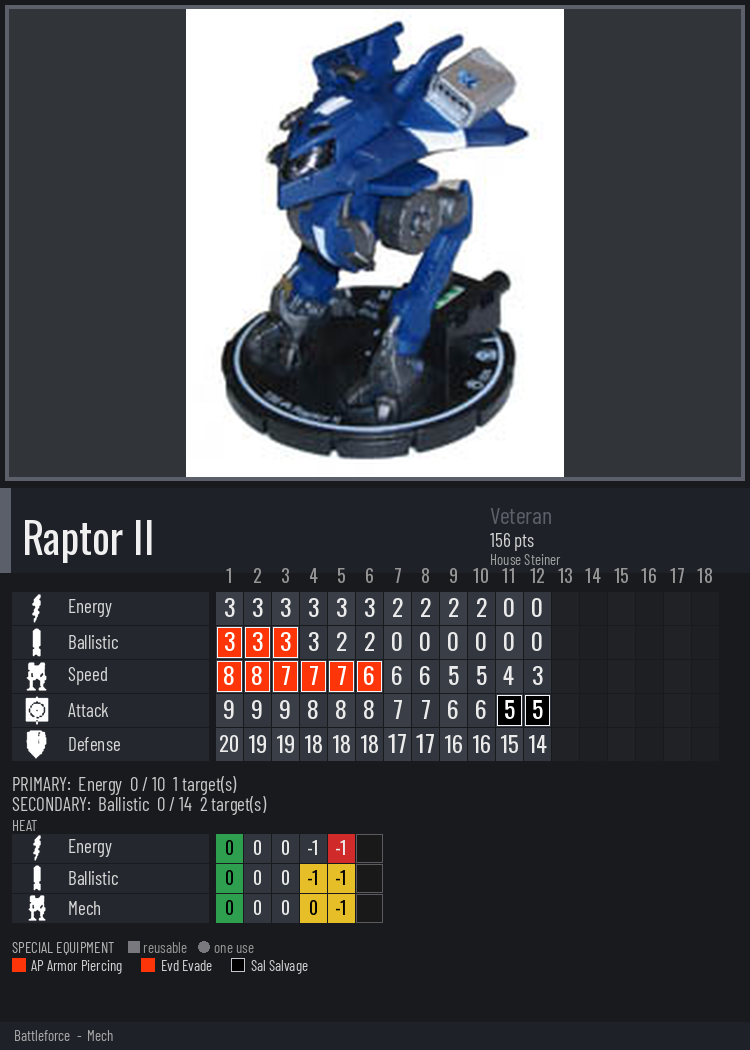 Raptor II
Veteran
156 pts
House Steiner
1 2 3 4 5 6 7 8 9 10 11 12 13 14 15 16 17 18
Energy 3 3 3 3 3 3 2 2 2 2 0 0
Ballistic 3 3 3 3 2 2 0 0 0 0 0 0
Speed 8 8 7 7 7 6 6 6 5 5 4 3
Attack 9 9 9 8 8 8 7 7 6 6 5 5
Defense 20 19 19 18 18 18 17 17 16 16 15 14
PRIMARY: Energy 0 / 10 1 target(s)
SECONDARY: Ballistic 0 / 14 2 target(s)
HEAT
Energy 0 0 0 -1 -1
Ballistic 0 0 0 -1 -1
Mech 0 0 0 0 -1
SPECIAL EQUIPMENT reusable one use
AP Armor Piercing Evd Evade Sal Salvage
Battleforce - Mech